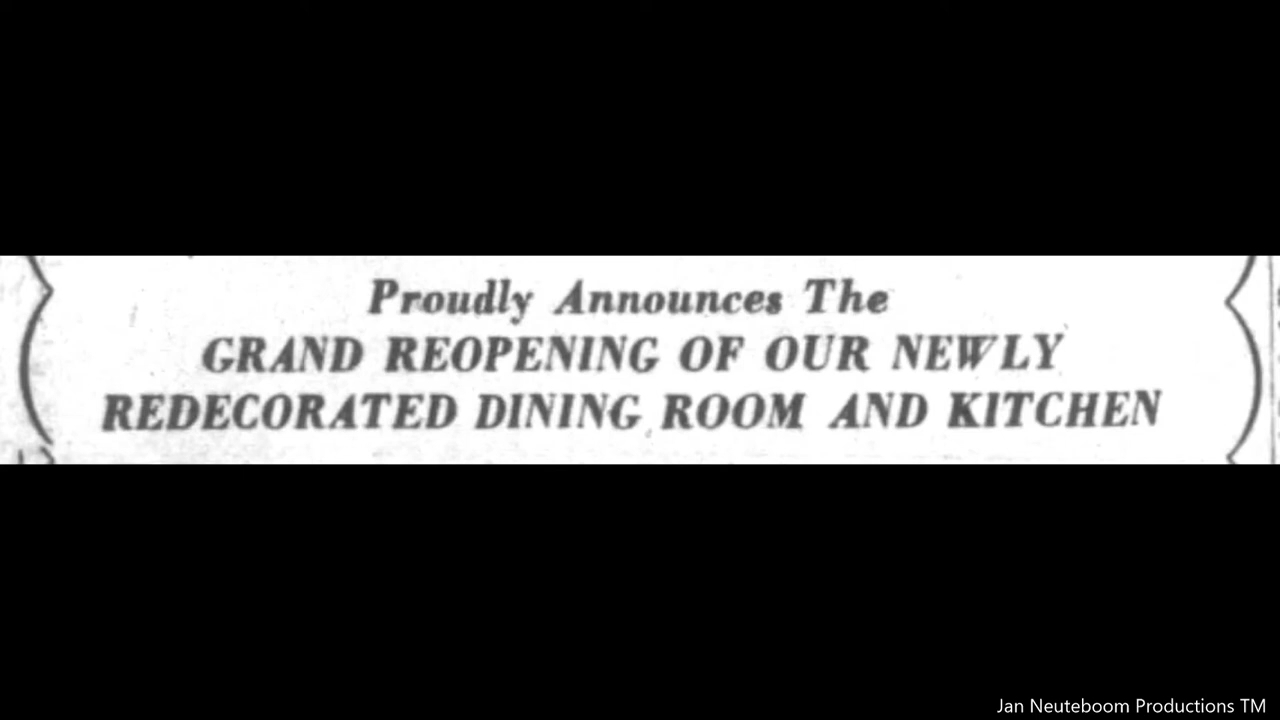 Proudly Announces The
GRAND REOPENING OF OUR NEWLY
REDECORATED DINING ROOM AND KITCHEN
Jan Neuteboom Productions TM